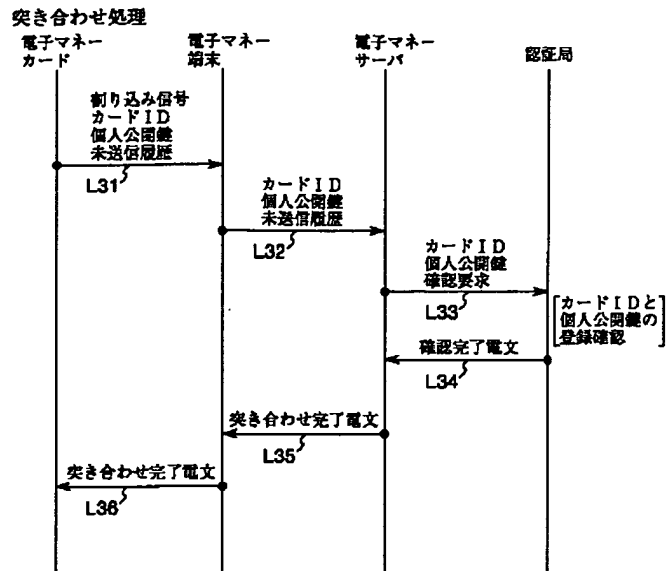 突き合わせ処理
電子マネー
カード
電子マネー
端末
電子マネー
サーバ
認証局
割り込み信号
カードID
個人公開鍵
未送信履歴
L31
カードID
個人公開鍵
未送信履歴
L32
カードID
個人公開鍵
確認要求
L33
[カードIDと
個人公開鍵の
登録確認]
確認完了電文
L34
突き合わせ完了電文
L35
突き合わせ完了電文
L36